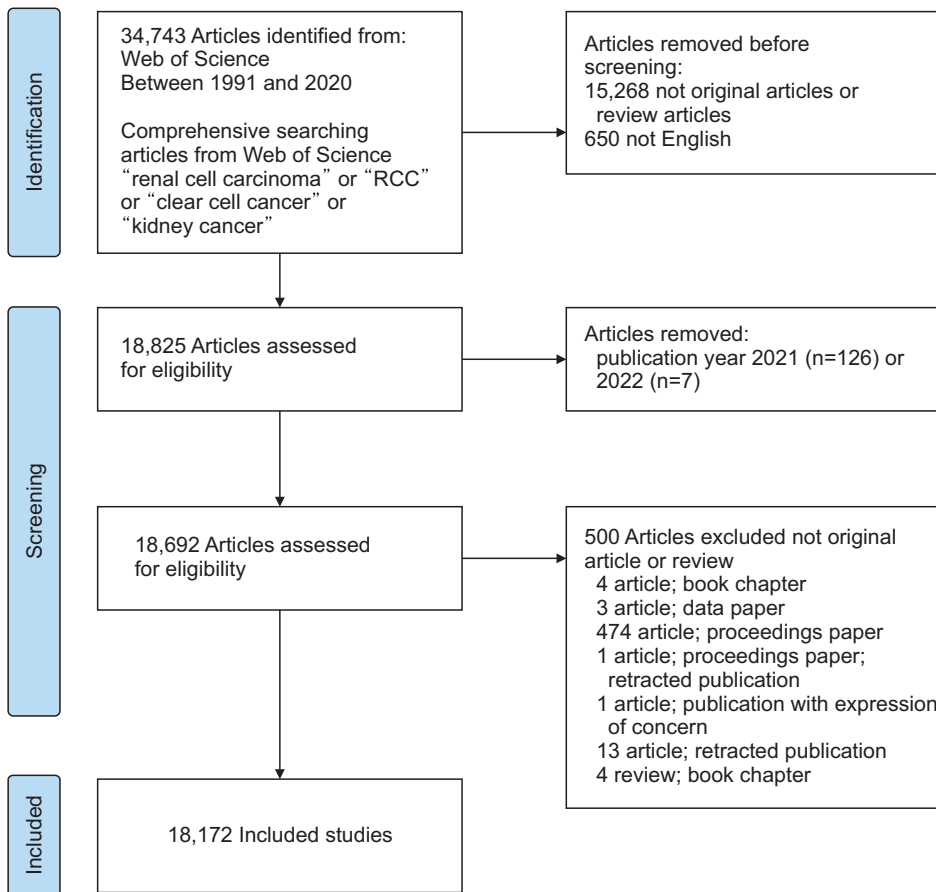 Identification
34,743 Articles identified from:
Web of Science
Between 1991 and 2020
Comprehensive searching
articles from Web of Science
“renal cell carcinoma” or “RCC”
or “clear cell cancer” or
“kidney cancer”
Articles removed before
screening:
15,268 not original articles or
review articles
650 not English
Screening
18,825 Articles assessed
for eligibility
Articles removed:
publication year 2021 (n=126) or
2022 (n=7)
18,692 Articles assessed
for eligibility
500 Articles excluded not original
article or review
4 article; book chapter
3 article; data paper
474 article; proceedings paper
1 article; proceedings paper;
retracted publication
1 article; publication with expression
of concern
13 article; retracted publication
4 review; book chapter
Included
18,172 Included studies